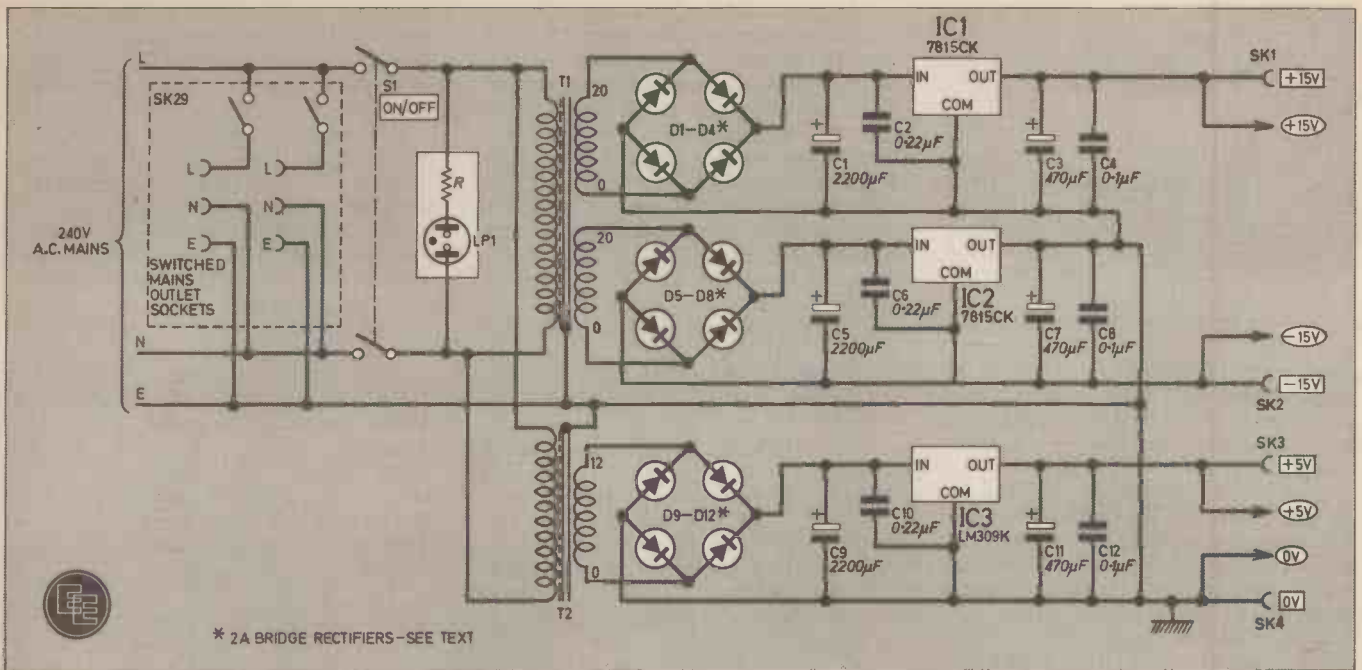 L
SK29
S1
ON/OFF
L
L
N
N
E
E
SWITCHED
MAINS
OUTLET
SOCKETS
240V
A.C. MAINS
N
E
R
LP1
T1
20
0
20
0
D1–D4*
C1
2200µF
C2
0·22µF
IC1
7815CK
IN OUT
COM
C3
470µF
C4
0·1µF
SK1
+15V
+15V
D5–D8*
C5
2200µF
C6
0·22µF
IN OUT
COM
IC2
7815CK
C7
470µF
C8
0·1µF
−15V
−15V
SK2
T2
12
0
D9–D12*
C9
2200µF
C10
0·22µF
IN OUT
COM
IC3
LM309K
C11
470µF
C12
0·1µF
SK3
+5V
+5V
0V
0V
SK4
EE
* 2A BRIDGE RECTIFIERS–SEE TEXT